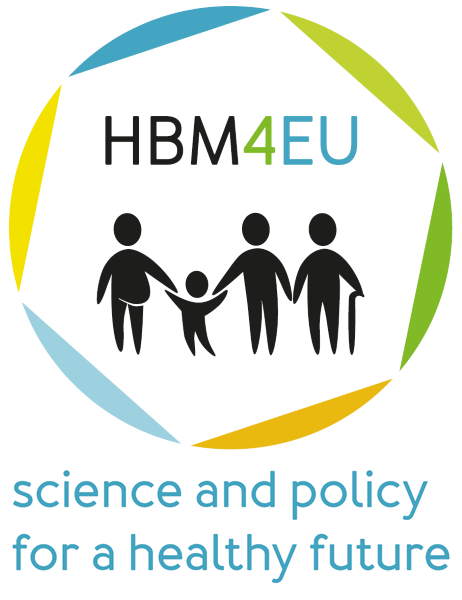 HBM4EU
science and policy
for a healthy future